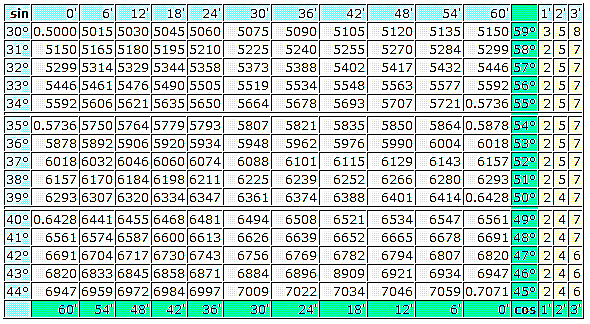 sin 0' 6' 12' 18' 24' 30' 36' 42' 48' 54' 60' 1' 2' 3'
30° 0.5000 5015 5030 5045 5060 5075 5090 5105 5120 5135 5150 59° 3 5 8
31° 5150 5165 5180 5195 5210 5225 5240 5255 5270 5284 5299 58° 2 5 7
32° 5299 5314 5329 5344 5358 5373 5388 5402 5417 5432 5446 57° 2 5 7
33° 5446 5461 5476 5490 5505 5519 5534 5548 5563 5577 5592 56° 2 5 7
34° 5592 5606 5621 5635 5650 5664 5678 5693 5707 5721 0.5736 55° 2 5 7
35° 0.5736 5750 5764 5779 5793 5807 5821 5835 5850 5864 0.5878 54° 2 5 7
36° 5878 5892 5906 5920 5934 5948 5962 5976 5990 6004 6018 53° 2 5 7
37° 6018 6032 6046 6060 6074 6088 6101 6115 6129 6143 6157 52° 2 5 7
38° 6157 6170 6184 6198 6211 6225 6239 6252 6266 6280 6293 51° 2 5 7
39° 6293 6307 6320 6334 6347 6361 6374 6388 6401 6414 0.6428 50° 2 4 7
40° 0.6428 6441 6455 6468 6481 6494 6508 6521 6534 6547 6561 49° 2 4 7
41° 6561 6574 6587 6600 6613 6626 6639 6652 6665 6678 6691 48° 2 4 7
42° 6691 6704 6717 6730 6743 6756 6769 6782 6794 6807 6820 47° 2 4 6
43° 6820 6833 6845 6858 6871 6884 6896 8909 6921 6934 6947 46° 2 4 6
44° 6947 6959 6972 6984 6997 7009 7022 7034 7046 7059 0.7071 45° 2 4 6
60' 54' 48' 42' 36' 30' 24' 18' 12' 6' 0' cos 1' 2' 3'